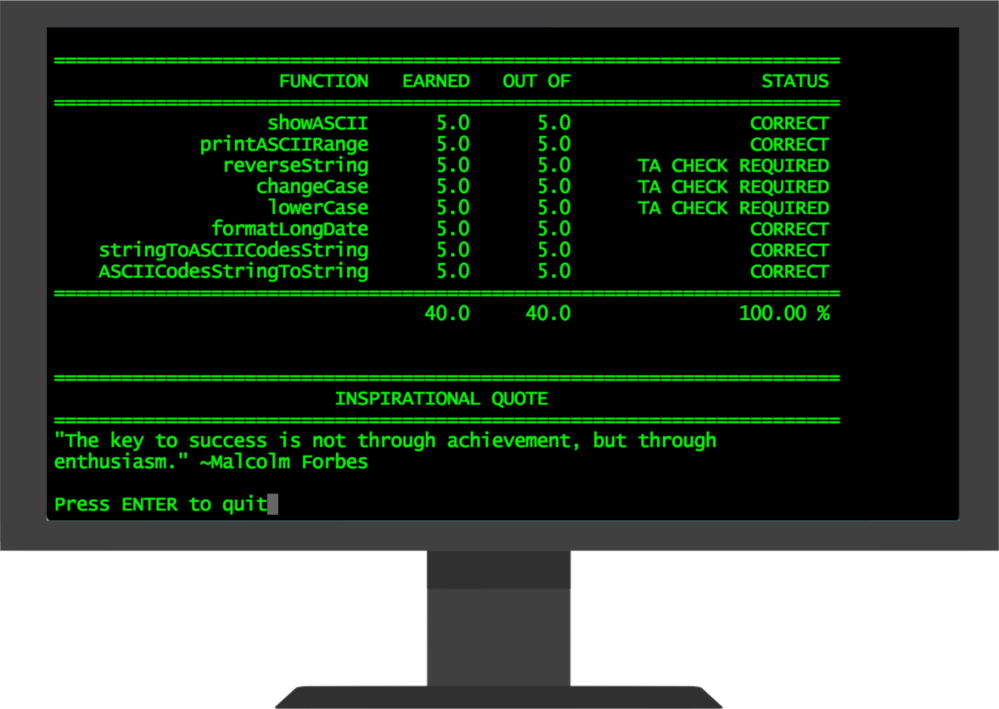 ======================================================================
FUNCTION EARNED OUT OF STATUS
======================================================================
showASCII 5.0 5.0 CORRECT
printASCIIRange 5.0 5.0 CORRECT
reverseString 5.0 5.0 TA CHECK REQUIRED
changeCase 5.0 5.0 TA CHECK REQUIRED
lowerCase 5.0 5.0 TA CHECK REQUIRED
formatLongDate 5.0 5.0 CORRECT
stringToASCIICodesString 5.0 5.0 CORRECT
ASCIICodesStringToString 5.0 5.0 CORRECT
======================================================================
40.0 40.0 100.00 %
======================================================================
INSPIRATIONAL QUOTE
======================================================================
"The key to success is not through achievement, but through
enthusiasm." ~Malcolm Forbes
Press ENTER to quit